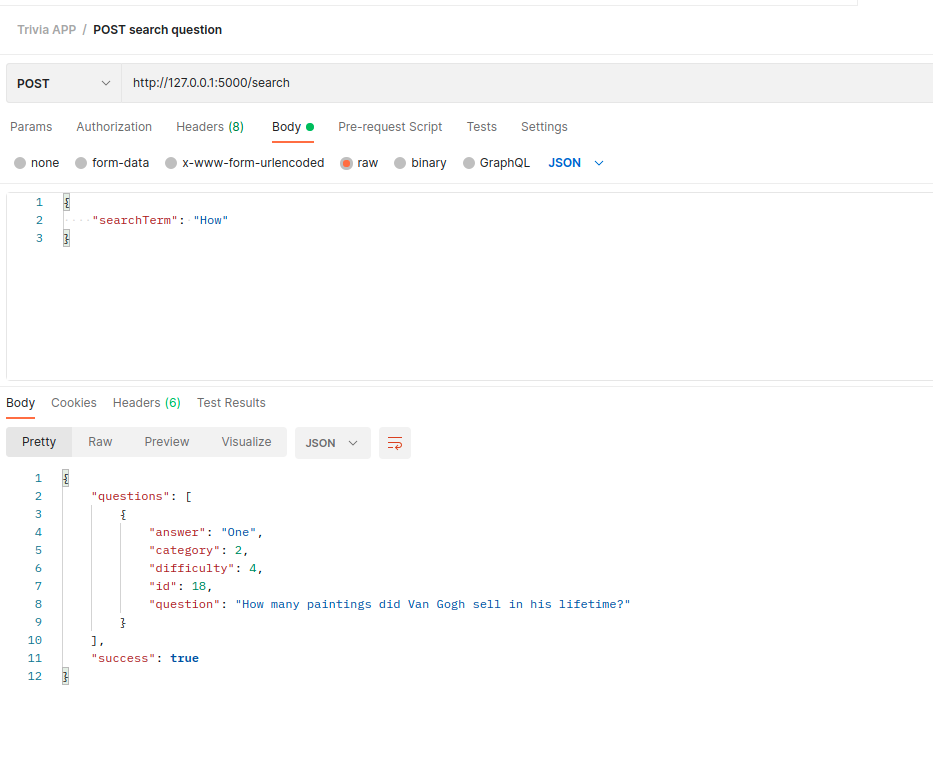 Trivia APP / POST search question
POST http://127.0.0.1:5000/search
Params Authorization Headers (8) Body Pre-request Script Tests Settings
none form-data x-www-form-urlencoded raw binary GraphQL JSON
1 {
2 ····"searchTerm":·"How"
3 }
Body Cookies Headers (6) Test Results
Pretty Raw Preview Visualize JSON
1 {
2 "questions": [
3 {
4 "answer": "One",
5 "category": 2,
6 "difficulty": 4,
7 "id": 18,
8 "question": "How many paintings did Van Gogh sell in his lifetime?"
9 }
10 ],
11 "success": true
12 }